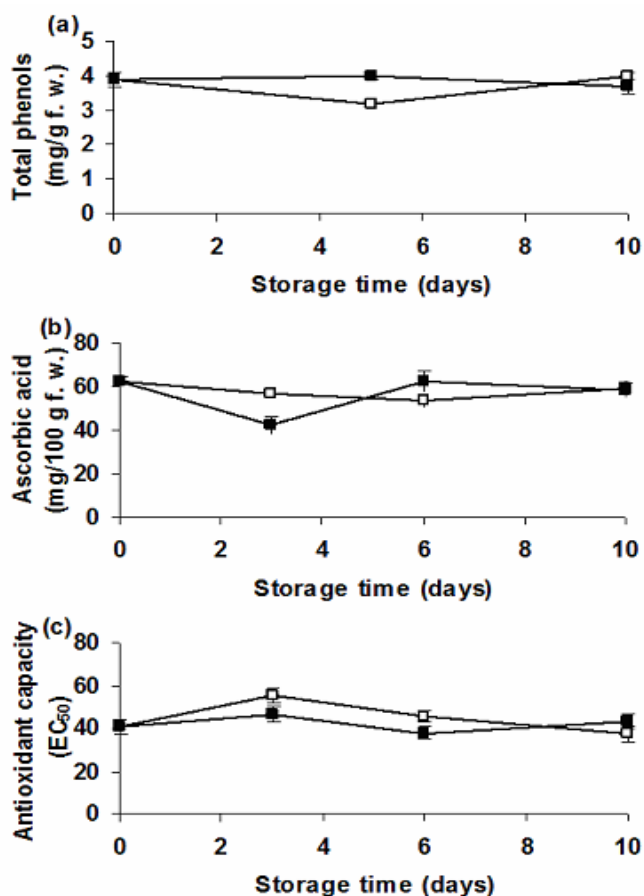 (a)
Total phenols
(mg/g f. w.)
5
4
3
2
1
0
0 2 4 6 8 10
Storage time (days)
(b)
Ascorbic acid
(mg/100 g f. w.)
80
60
40
20
0
0 2 4 6 8 10
Storage time (days)
(c)
Antioxidant capacity
(EC50)
80
60
40
20
0
0 2 4 6 8 10
Storage time (days)